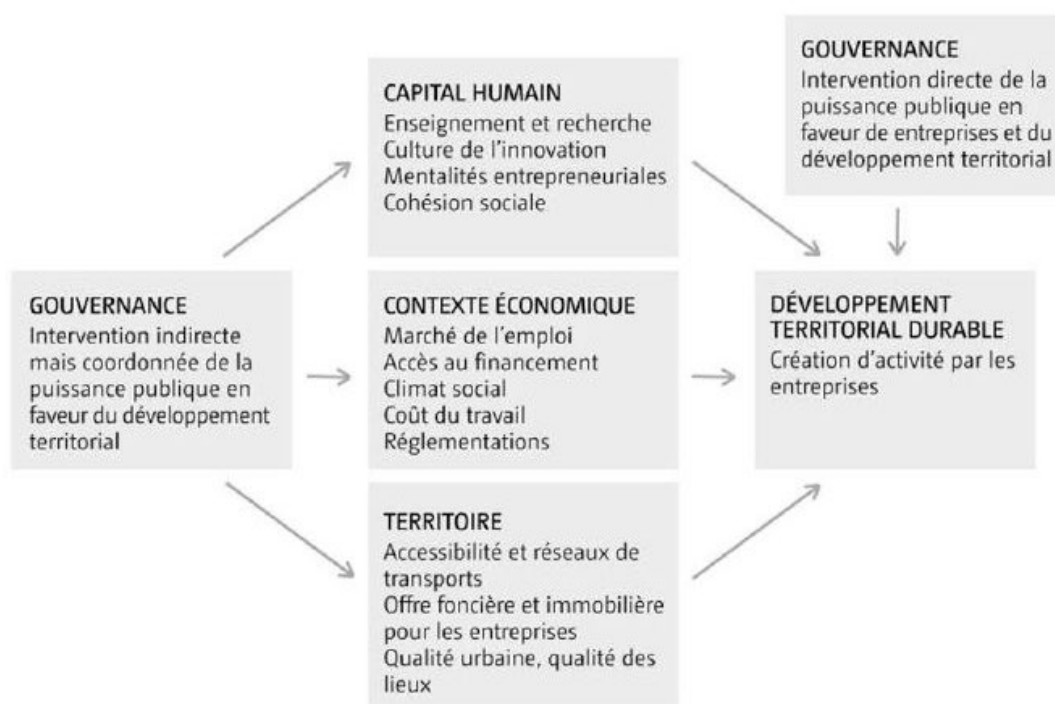 GOUVERNANCE
Intervention indirecte
mais coordonnée de la
puissance publique en
faveur du développement
territorial
CAPITAL HUMAIN
Enseignement et recherche
Culture de l'innovation
Mentalités entrepreneuriales
Cohésion sociale
CONTEXTE ÉCONOMIQUE
Marché de l'emploi
Accès au financement
Climat social
Coût du travail
Réglementations
TERRITOIRE
Accessibilité et réseaux de
transports
Offre foncière et immobilière
pour les entreprises
Qualité urbaine, qualité des
lieux
GOUVERNANCE
Intervention directe de la
puissance publique en
faveur de entreprises et du
développement territorial
DÉVELOPPEMENT
TERRITORIAL DURABLE
Création d'activité par les
entreprises